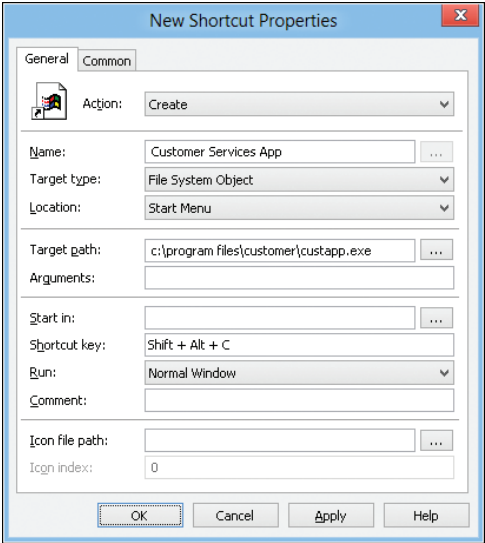 New Shortcut Properties
x
General Common
Action: Create
Name: Customer Services App ...
Target type: File System Object
Location: Start Menu
Target path: c:\program files\customer\custapp.exe ...
Arguments:
Start in: ...
Shortcut key: Shift + Alt + C
Run: Normal Window
Comment:
Icon file path: ...
Icon index: 0
OK Cancel Apply Help